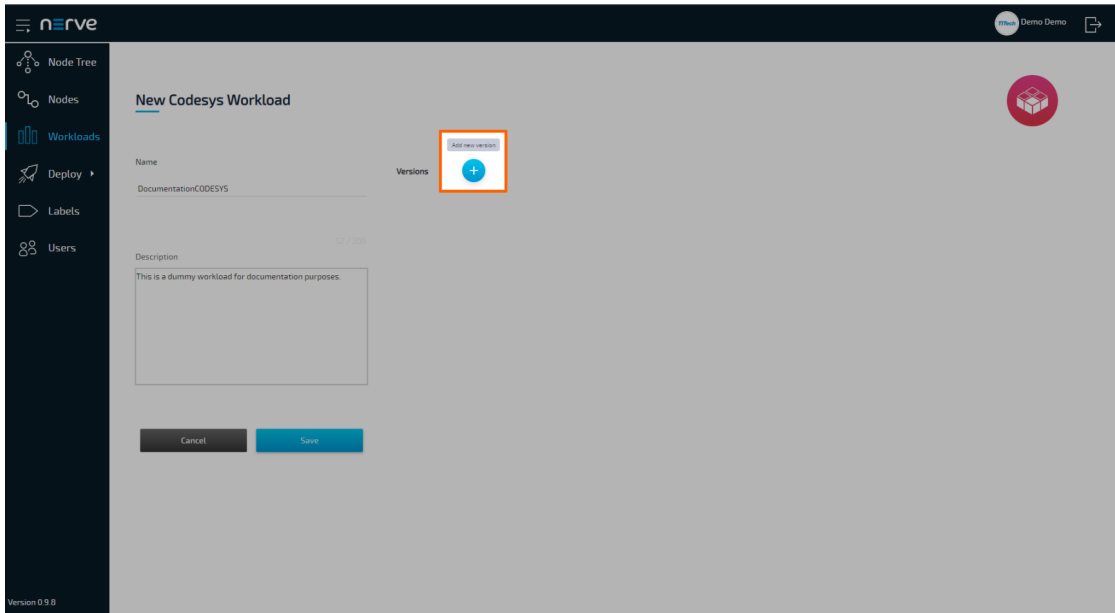 nerve
Demo Demo
Node Tree
Nodes
Workloads
Deploy
Labels
Users
New Codesys Workload
Name
DocumentationCODESYS
Versions
Add new version
+
Description
This is a dummy workload for documentation purposes.
Cancel
Save
Version 0.9.8